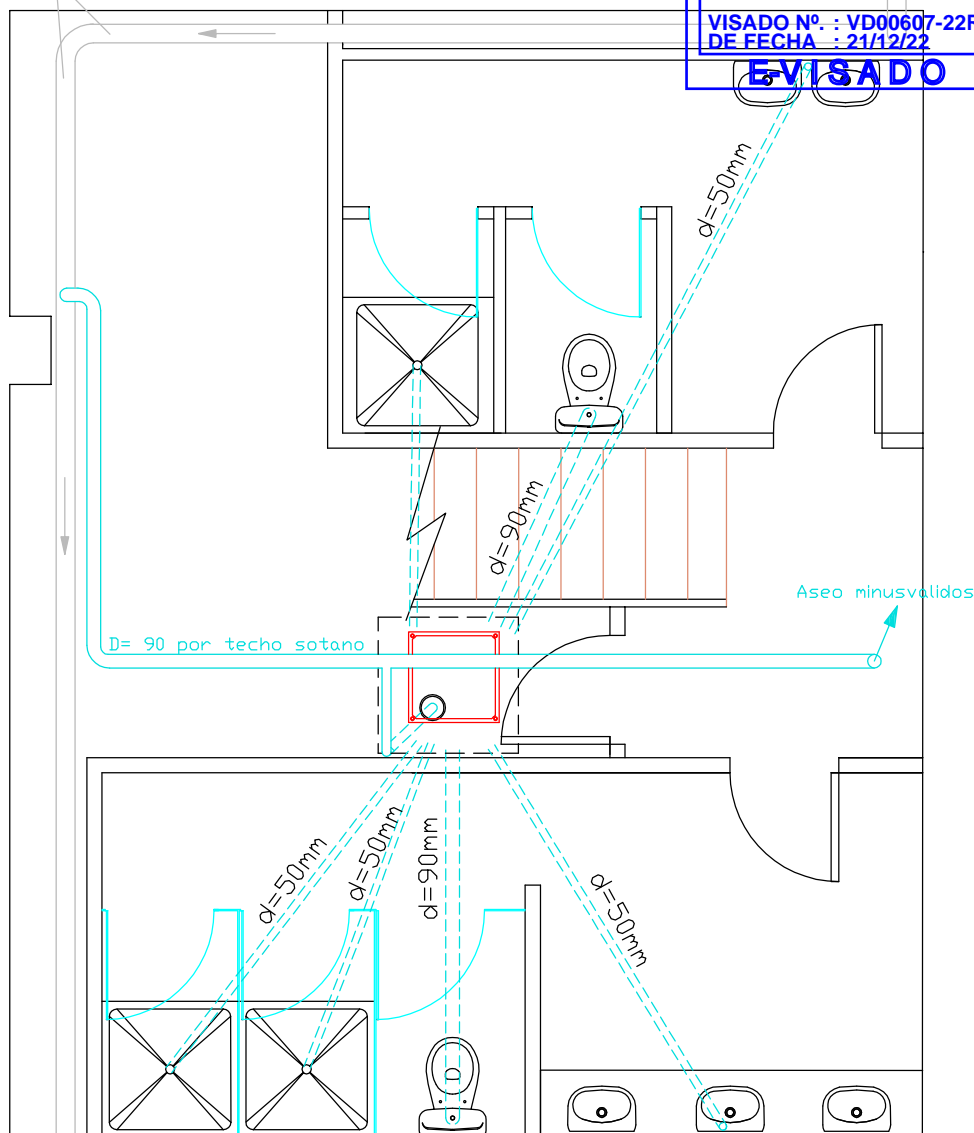 VISADO Nº. : VD00607-22
DE FECHA : 21/12/22
E-VISADO
d=50mm
d=90mm
Aseo minusvalidos
D= 90 por techo sotano
d=50mm
d=50mm
d=90mm
d=50mm